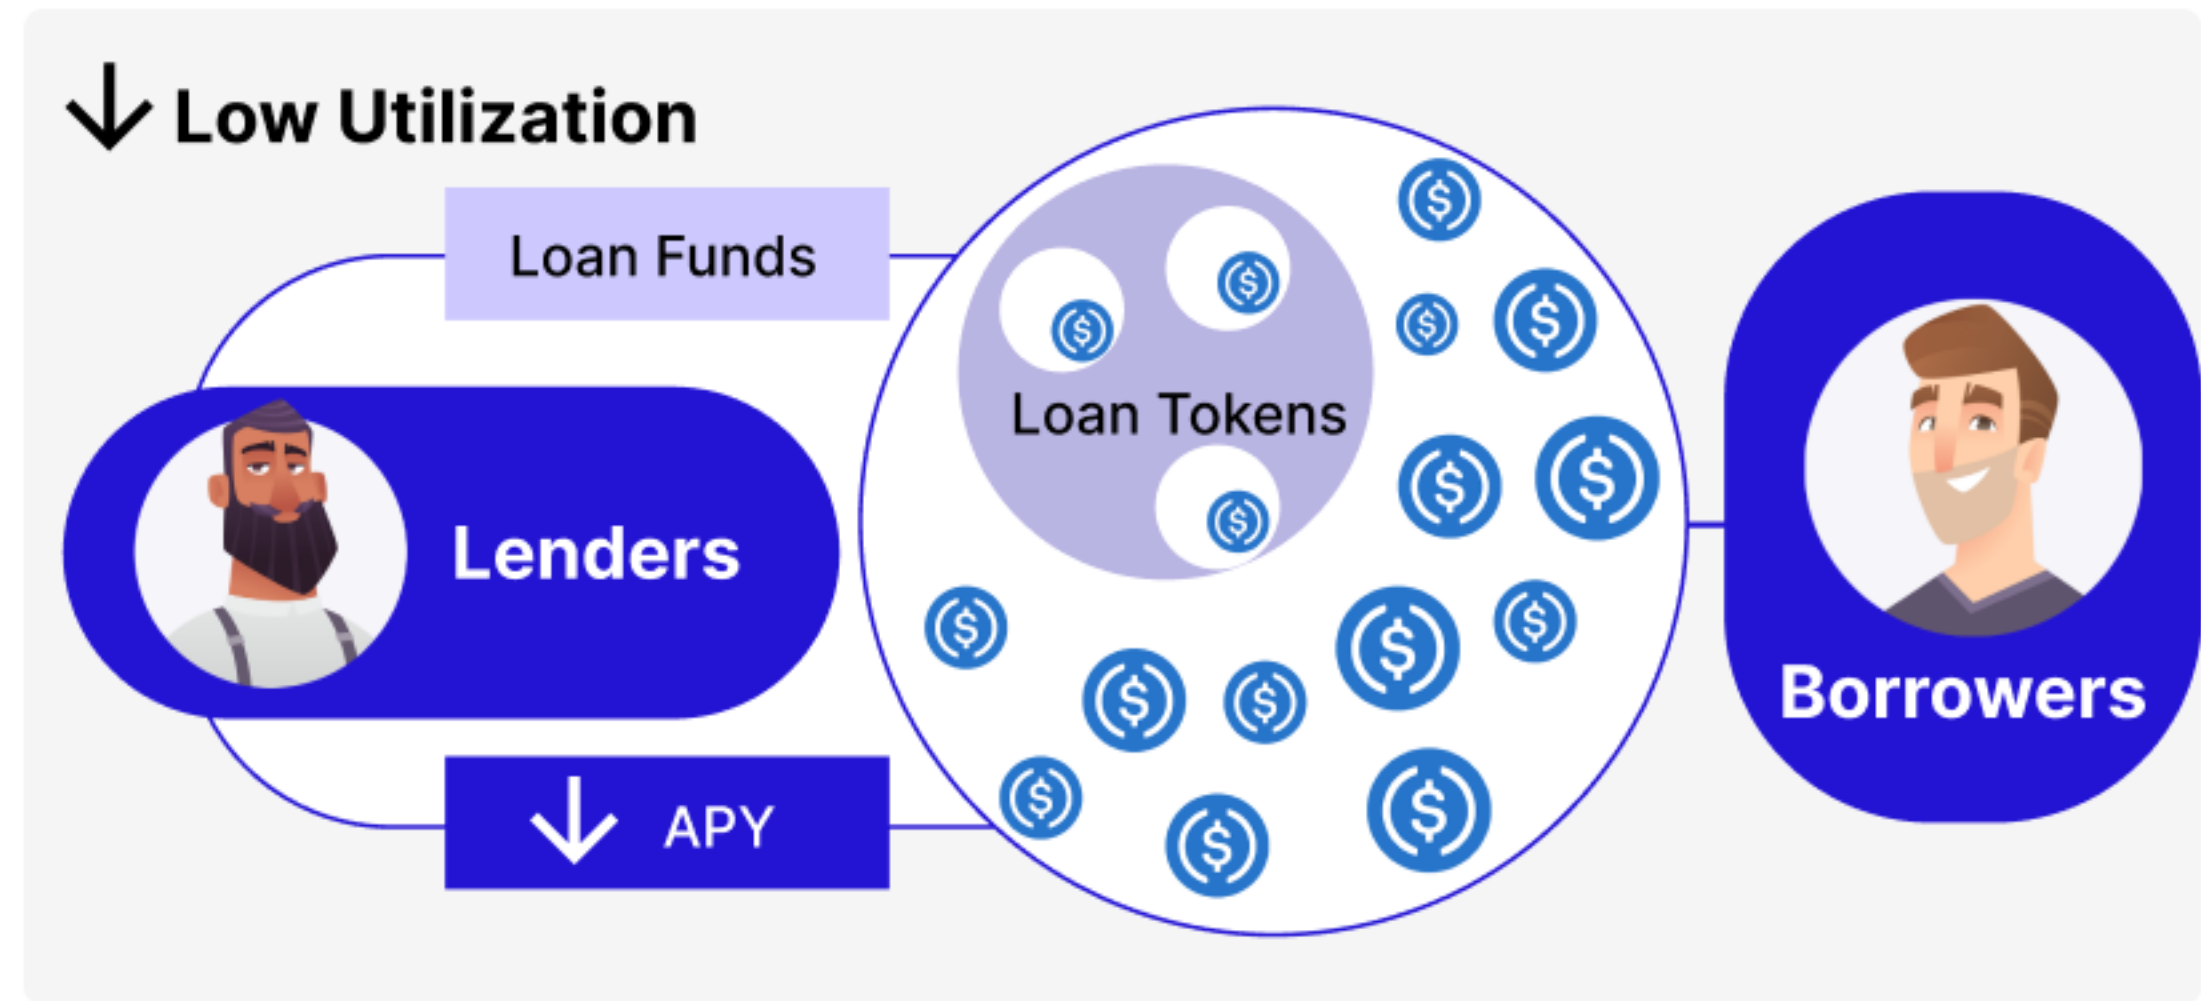 Low Utilization
Loan Funds
Loan Tokens
Lenders
Borrowers
APY